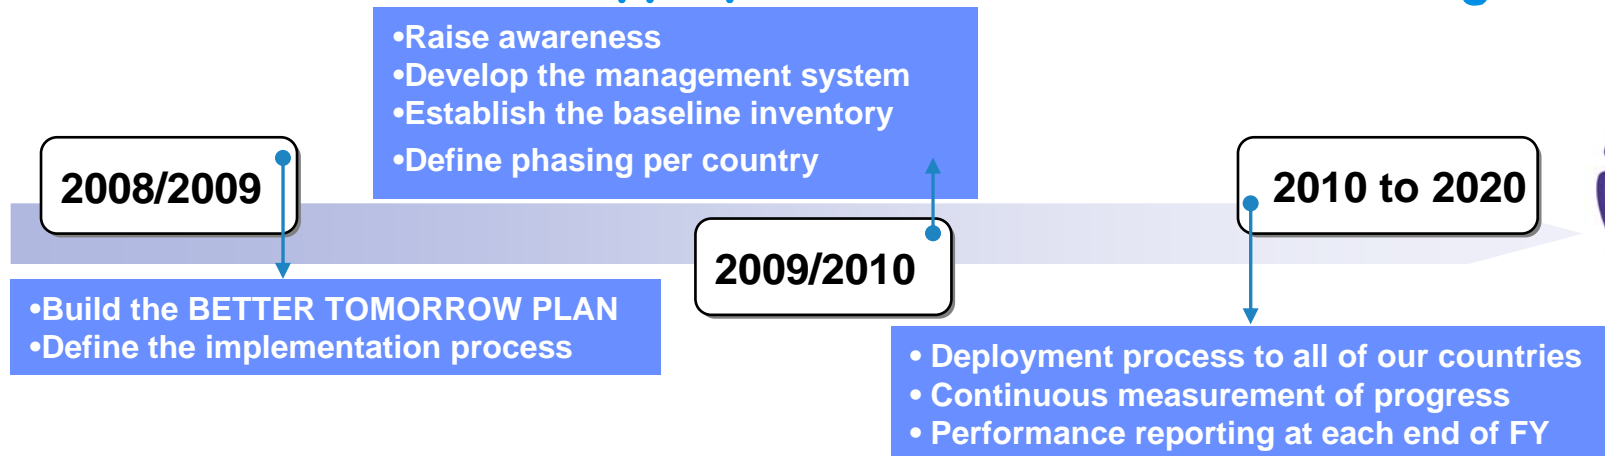 •Raise awareness
•Develop the management system
•Establish the baseline inventory
•Define phasing per country
2008/2009
2010 to 2020
2009/2010
•Build the BETTER TOMORROW PLAN
•Define the implementation process
• Deployment process to all of our countries
• Continuous measurement of progress
• Performance reporting at each end of FY